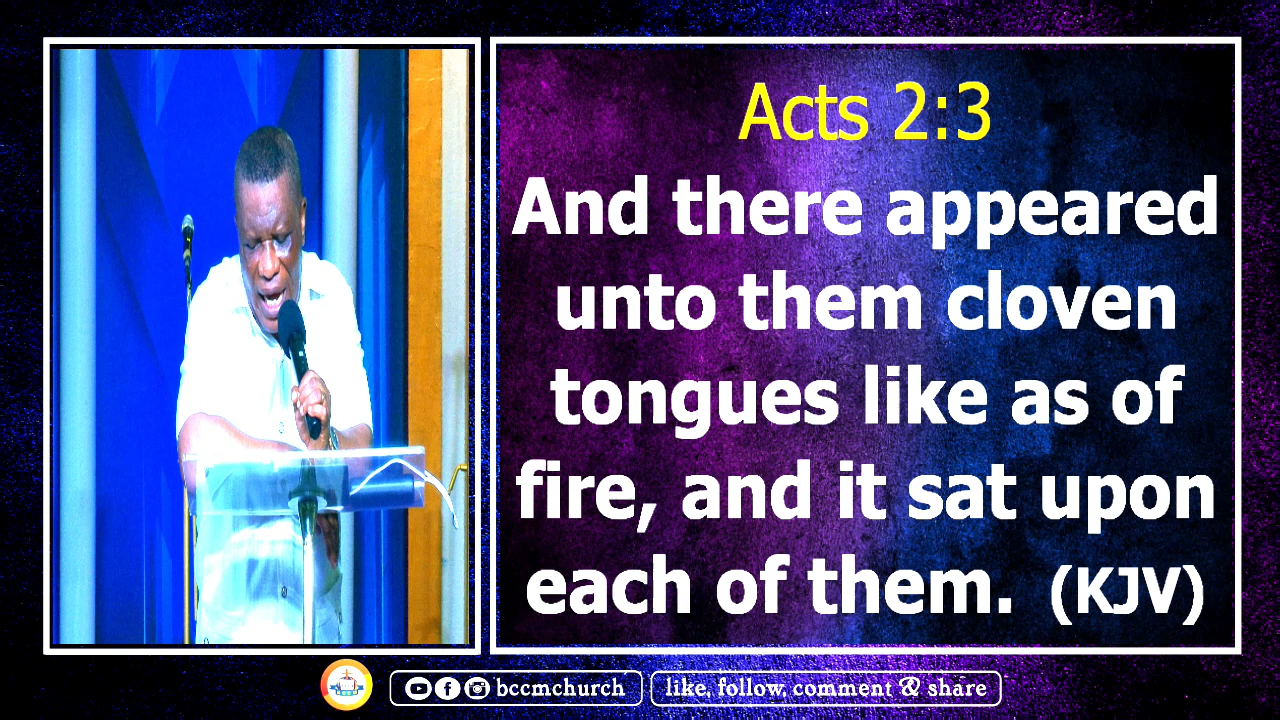 Acts 2:3
And there appeared
unto them cloven
tongues like as of
fire, and it sat upon
each of them. (KJV)
bccmchurch
like, follow, comment & share